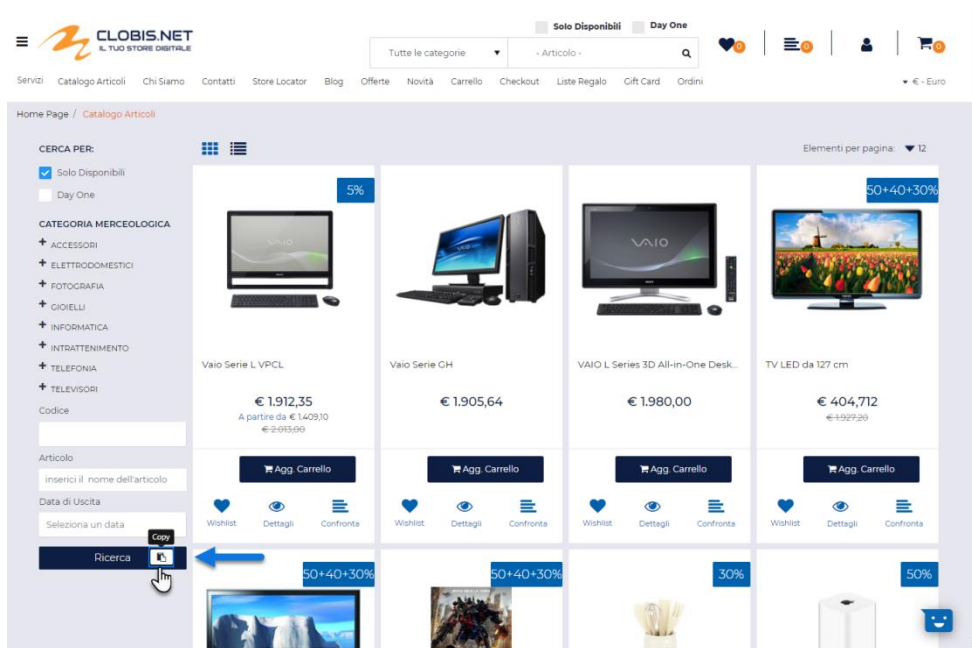 CLOBIS.NET
IL TUO STORE DIGITALE
Solo Disponibili Day One
Tutte le categorie - Articolo -
0 0 0
Servizi Catalogo Articoli Chi Siamo Contatti Store Locator Blog Offerte Novità Carrello Checkout Liste Regalo Gift Card Ordini € - Euro
Home Page / Catalogo Articoli
CERCA PER:
Elementi per pagina: 12
Solo Disponibili
Day One
CATEGORIA MERCEOLOGICA
+ ACCESSORI
+ ELETTRODOMESTICI
+ FOTOGRAFIA
+ GIOIELLI
+ INFORMATICA
+ INTRATTENIMENTO
+ TELEFONIA
+ TELEVISORI
Codice
Articolo
inserici il nome dell'articolo
Data di Uscita
Seleziona un data
Copy
Ricerca
5%
VAIO
Vaio Serie L VPCL
€ 1.912,35
A partire da € 1.409,10
€ 2.013,00
Agg. Carrello
Wishlist Dettagli Confronta
VAIO
Vaio Serie GH
€ 1.905,64
Agg. Carrello
Wishlist Dettagli Confronta
VAIO
VAIO L Series 3D All-in-One Desk...
€ 1.980,00
Agg. Carrello
Wishlist Dettagli Confronta
50+40+30%
TV LED da 127 cm
€ 404,712
€ 1.927,20
Agg. Carrello
Wishlist Dettagli Confronta
50+40+30%
50+40+30%
30%
50%